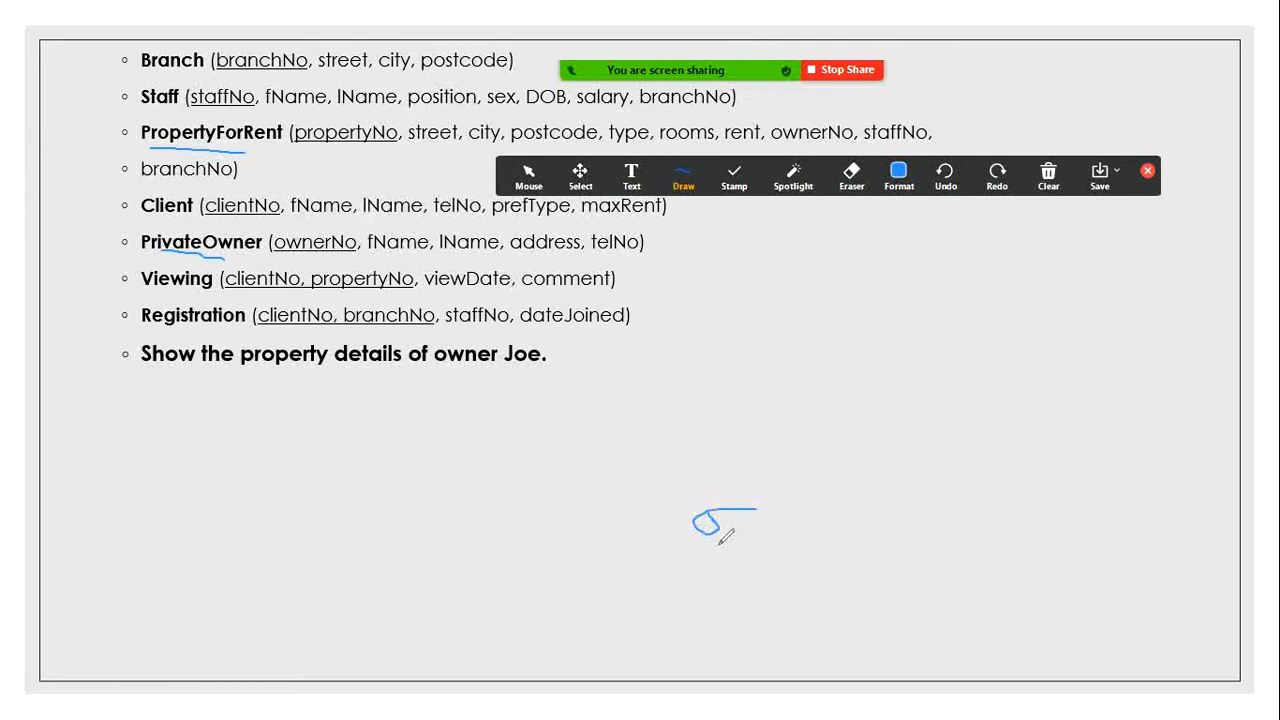 Branch (branchNo, street, city, postcode)
You are screen sharing
Stop Share
Staff (staffNo, fName, lName, position, sex, DOB, salary, branchNo)
PropertyForRent (propertyNo, street, city, postcode, type, rooms, rent, ownerNo, staffNo,
branchNo)
Mouse Select Text Draw Stamp Spotlight Eraser Format Undo Redo Clear Save
Client (clientNo, fName, lName, telNo, prefType, maxRent)
PrivateOwner (ownerNo, fName, lName, address, telNo)
Viewing (clientNo, propertyNo, viewDate, comment)
Registration (clientNo, branchNo, staffNo, dateJoined)
Show the property details of owner Joe.
σ